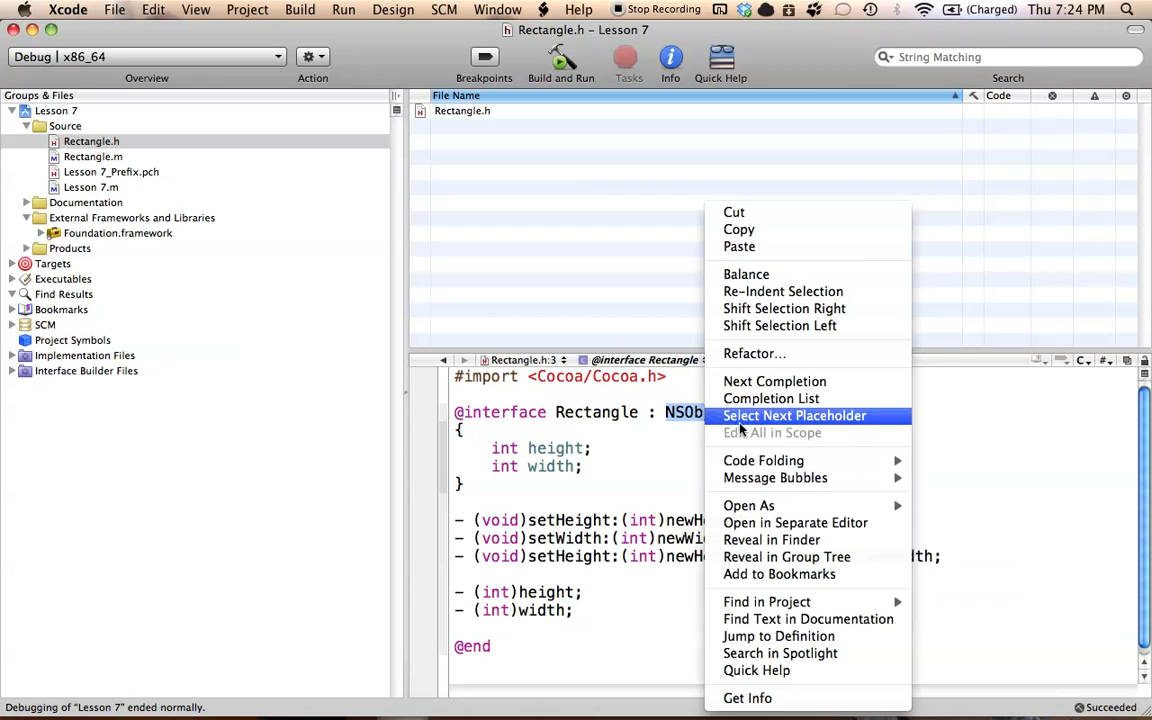 Xcode File Edit View Project Build Run Design SCM Window Help Stop Recording (Charged) Thu 7:24 PM
Rectangle.h – Lesson 7
Debug | x86_64
String Matching
Overview Action Breakpoints Build and Run Tasks Info Quick Help Search
Groups & Files
File Name Code
Lesson 7
Rectangle.h
Source
Rectangle.h
Rectangle.m
Lesson 7_Prefix.pch
Lesson 7.m
Documentation
External Frameworks and Libraries
Foundation.framework
Products
Targets
Executables
Find Results
Bookmarks
SCM
Project Symbols
Implementation Files
Interface Builder Files
Cut
Copy
Paste
Balance
Re-Indent Selection
Shift Selection Right
Shift Selection Left
Refactor...
Next Completion
Completion List
Select Next Placeholder
Edit All in Scope
Code Folding
Message Bubbles
Open As
Open in Separate Editor
Reveal in Finder
Reveal in Group Tree
Add to Bookmarks
Find in Project
Find Text in Documentation
Jump to Definition
Search in Spotlight
Quick Help
Get Info
Rectangle.h:3 C @interface Rectangle C #
#import <Cocoa/Cocoa.h>
@interface Rectangle : NSOb
{
int height;
int width;
}
- (void)setHeight:(int)newHe
- (void)setWidth:(int)newWi
- (void)setHeight:(int)newHe dth;
- (int)height;
- (int)width;
@end
Debugging of "Lesson 7" ended normally.
Succeeded